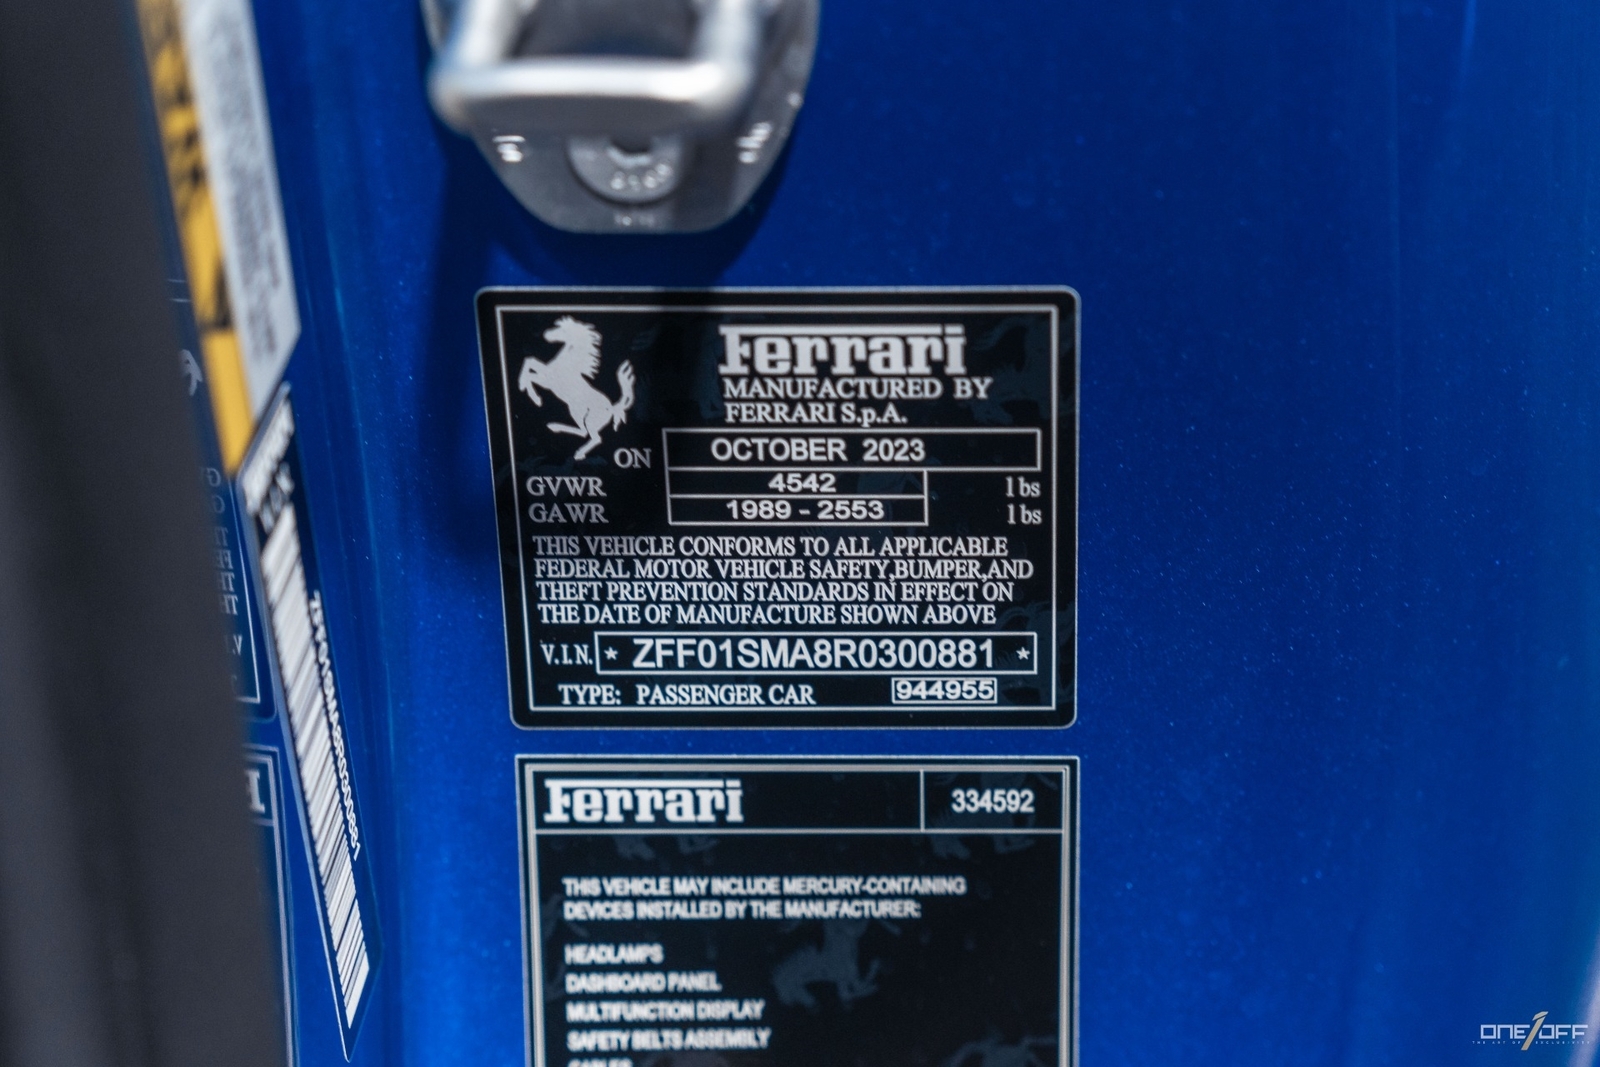 Ferrari
MANUFACTURED BY
FERRARI S.p.A.
ON OCTOBER 2023
GVWR 4542 lbs
GAWR 1989 - 2553 lbs
THIS VEHICLE CONFORMS TO ALL APPLICABLE
FEDERAL MOTOR VEHICLE SAFETY,BUMPER,AND
THEFT PREVENTION STANDARDS IN EFFECT ON
THE DATE OF MANUFACTURE SHOWN ABOVE
V.I.N. * ZFF01SMA8R0300881 *
TYPE: PASSENGER CAR 944955
Ferrari 334592
THIS VEHICLE MAY INCLUDE MERCURY-CONTAINING
DEVICES INSTALLED BY THE MANUFACTURER:
HEADLAMPS
DASHBOARD PANEL
MULTIFUNCTION DISPLAY
SAFETY BELTS ASSEMBLY
CABLES
ZFF01SMA8R0300881
ONE/OFF